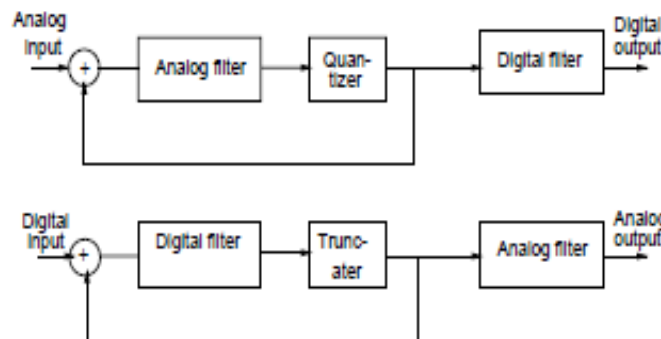 Analog
Input
+
Analog filter
Quan-
tizer
Digital filter
Digital
output
Digital
Input
+
Digital filter
Trunc-
ater
Analog filter
Analog
output